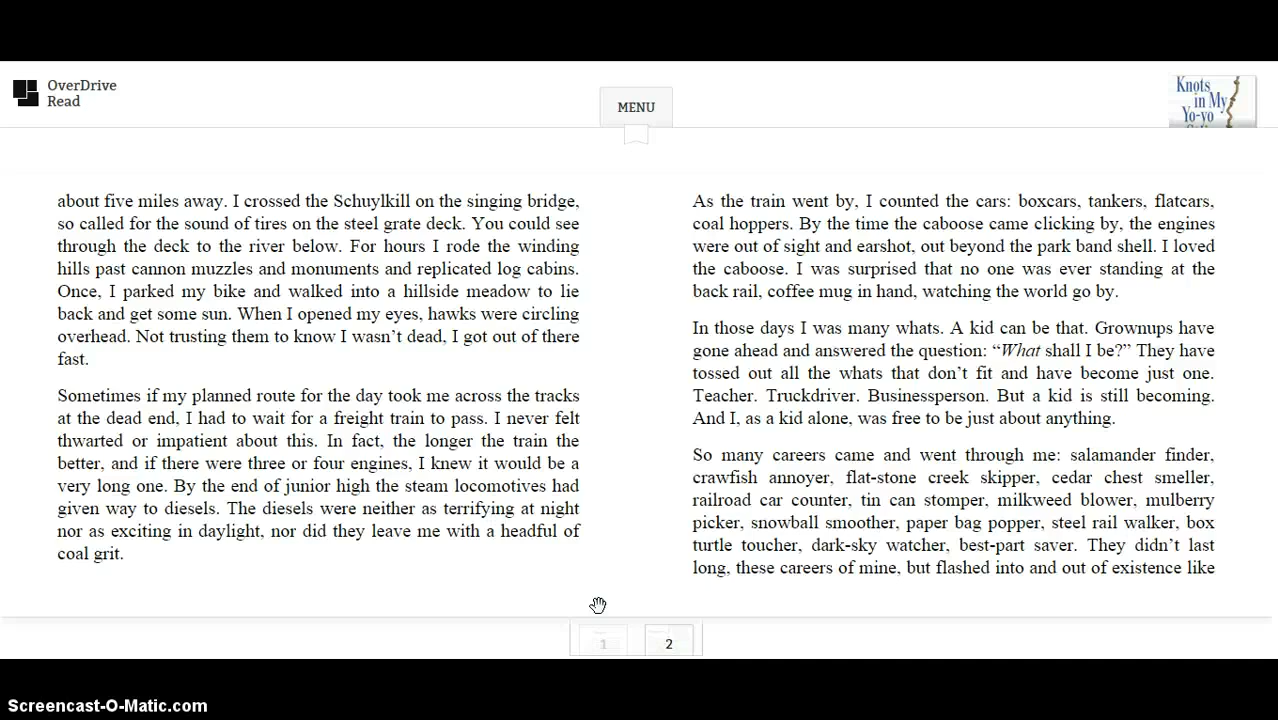 OverDrive
Read
MENU
Knots
in My
Yo-yo
about five miles away. I crossed the Schuylkill on the singing bridge,
so called for the sound of tires on the steel grate deck. You could see
through the deck to the river below. For hours I rode the winding
hills past cannon muzzles and monuments and replicated log cabins.
Once, I parked my bike and walked into a hillside meadow to lie
back and get some sun. When I opened my eyes, hawks were circling
overhead. Not trusting them to know I wasn’t dead, I got out of there
fast.
Sometimes if my planned route for the day took me across the tracks
at the dead end, I had to wait for a freight train to pass. I never felt
thwarted or impatient about this. In fact, the longer the train the
better, and if there were three or four engines, I knew it would be a
very long one. By the end of junior high the steam locomotives had
given way to diesels. The diesels were neither as terrifying at night
nor as exciting in daylight, nor did they leave me with a headful of
coal grit.
As the train went by, I counted the cars: boxcars, tankers, flatcars,
coal hoppers. By the time the caboose came clicking by, the engines
were out of sight and earshot, out beyond the park band shell. I loved
the caboose. I was surprised that no one was ever standing at the
back rail, coffee mug in hand, watching the world go by.
In those days I was many whats. A kid can be that. Grownups have
gone ahead and answered the question: “What shall I be?” They have
tossed out all the whats that don’t fit and have become just one.
Teacher. Truckdriver. Businessperson. But a kid is still becoming.
And I, as a kid alone, was free to be just about anything.
So many careers came and went through me: salamander finder,
crawfish annoyer, flat-stone creek skipper, cedar chest smeller,
railroad car counter, tin can stomper, milkweed blower, mulberry
picker, snowball smoother, paper bag popper, steel rail walker, box
turtle toucher, dark-sky watcher, best-part saver. They didn’t last
long, these careers of mine, but flashed into and out of existence like
1
2
Screencast-O-Matic.com